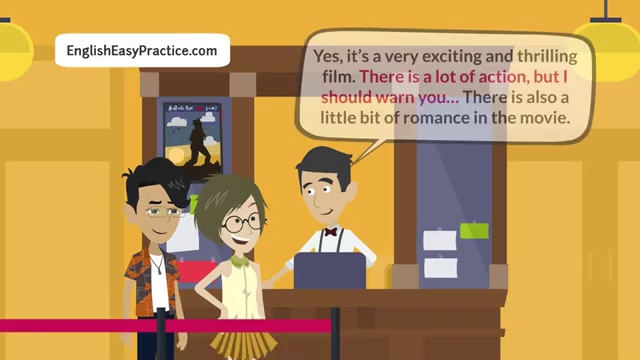 EnglishEasyPractice.com
Yes, it's a very exciting and thrilling
film. There is a lot of action, but I
should warn you... There is also a
little bit of romance in the movie.